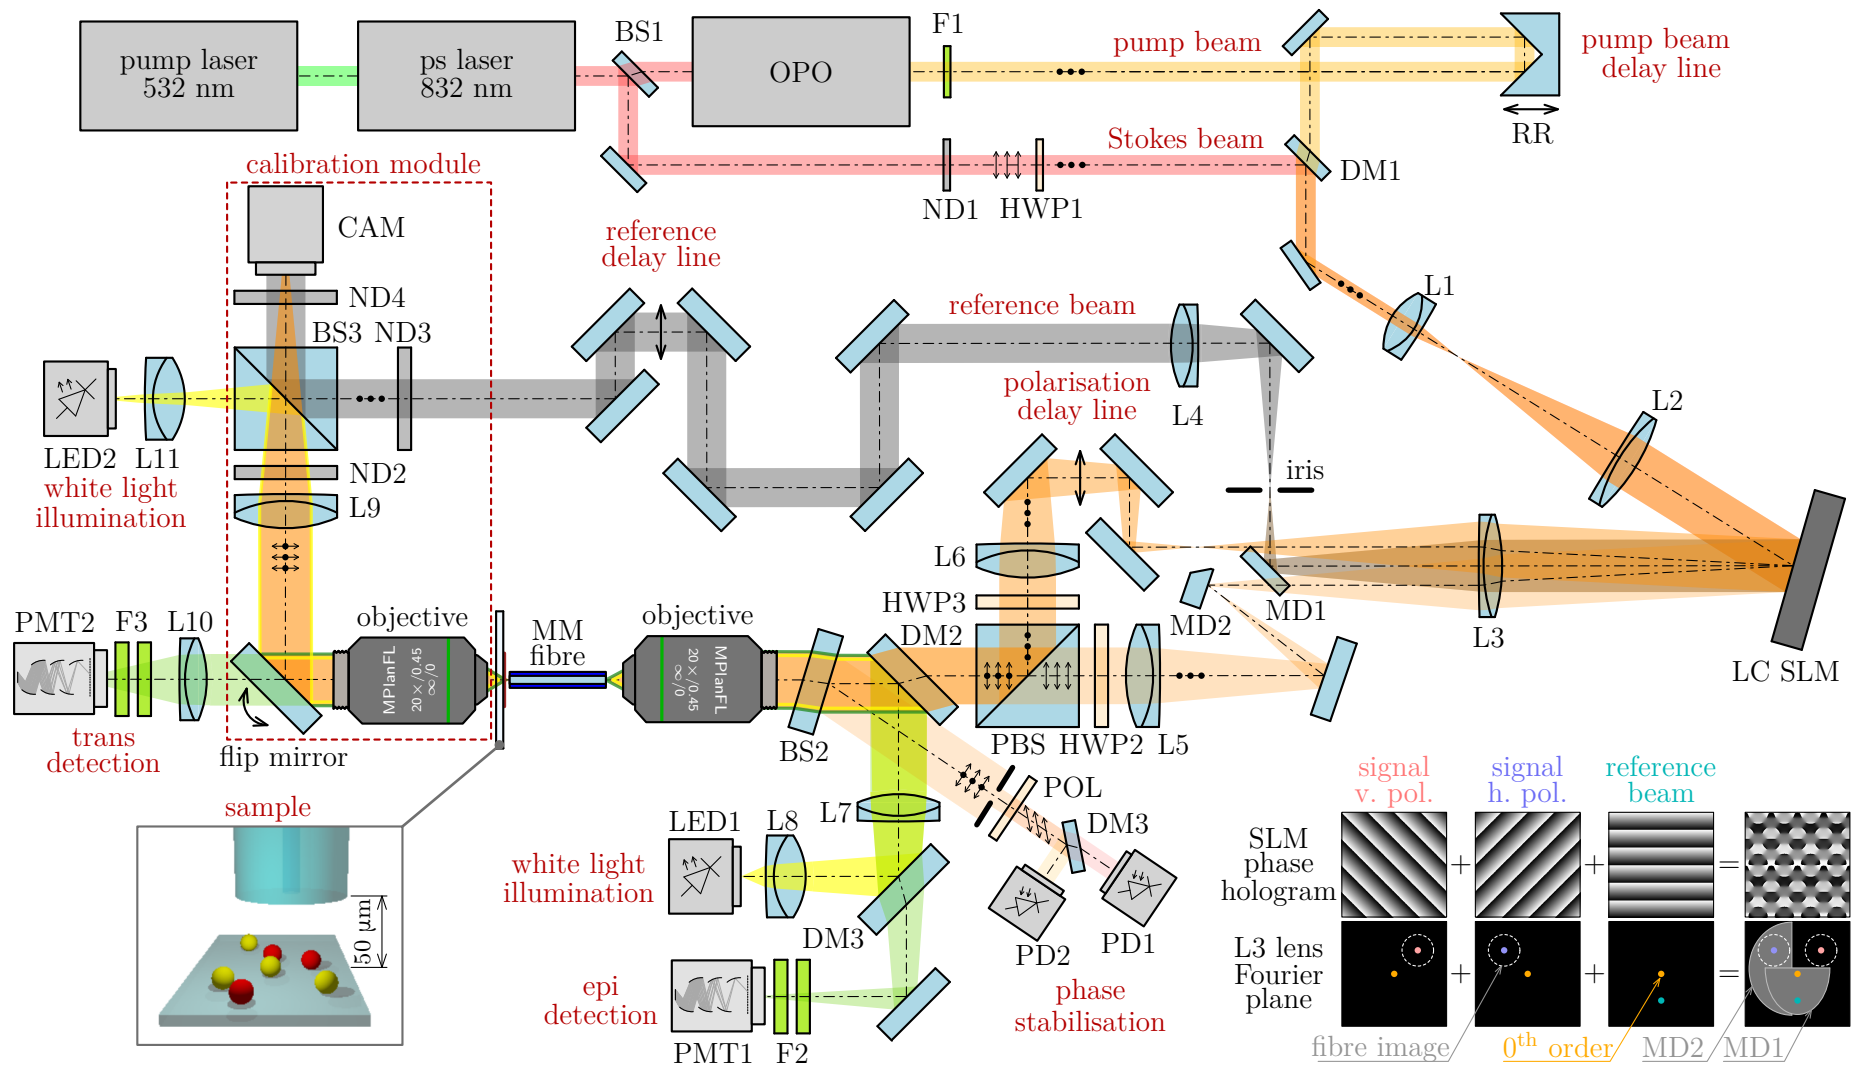 pump laser
532 nm
ps laser
832 nm
BS1
OPO
F1
pump beam
pump beam
delay line
RR
Stokes beam
DM1
ND1
HWP1
calibration module
CAM
ND4
BS3
ND3
reference
delay line
reference beam
L1
L2
L4
polarisation
delay line
iris
LED2
L11
white light
illumination
ND2
L9
L6
HWP3
MD2
MD1
L3
LC SLM
PMT2
F3
L10
objective
MPlanFL
20×/0.45
∞/0
MM
fibre
objective
MPlanFL
20×/0.45
∞/0
DM2
trans
detection
flip mirror
BS2
PBS
HWP2
L5
sample
50 µm
L7
POL
DM3
LED1
L8
white light
illumination
DM3
PD2
PD1
epi
detection
PMT1
F2
phase
stabilisation
signal
v. pol.
signal
h. pol.
reference
beam
SLM
phase
hologram
+
+
=
L3 lens
Fourier
plane
+
+
=
fibre image
0th order
MD2
MD1